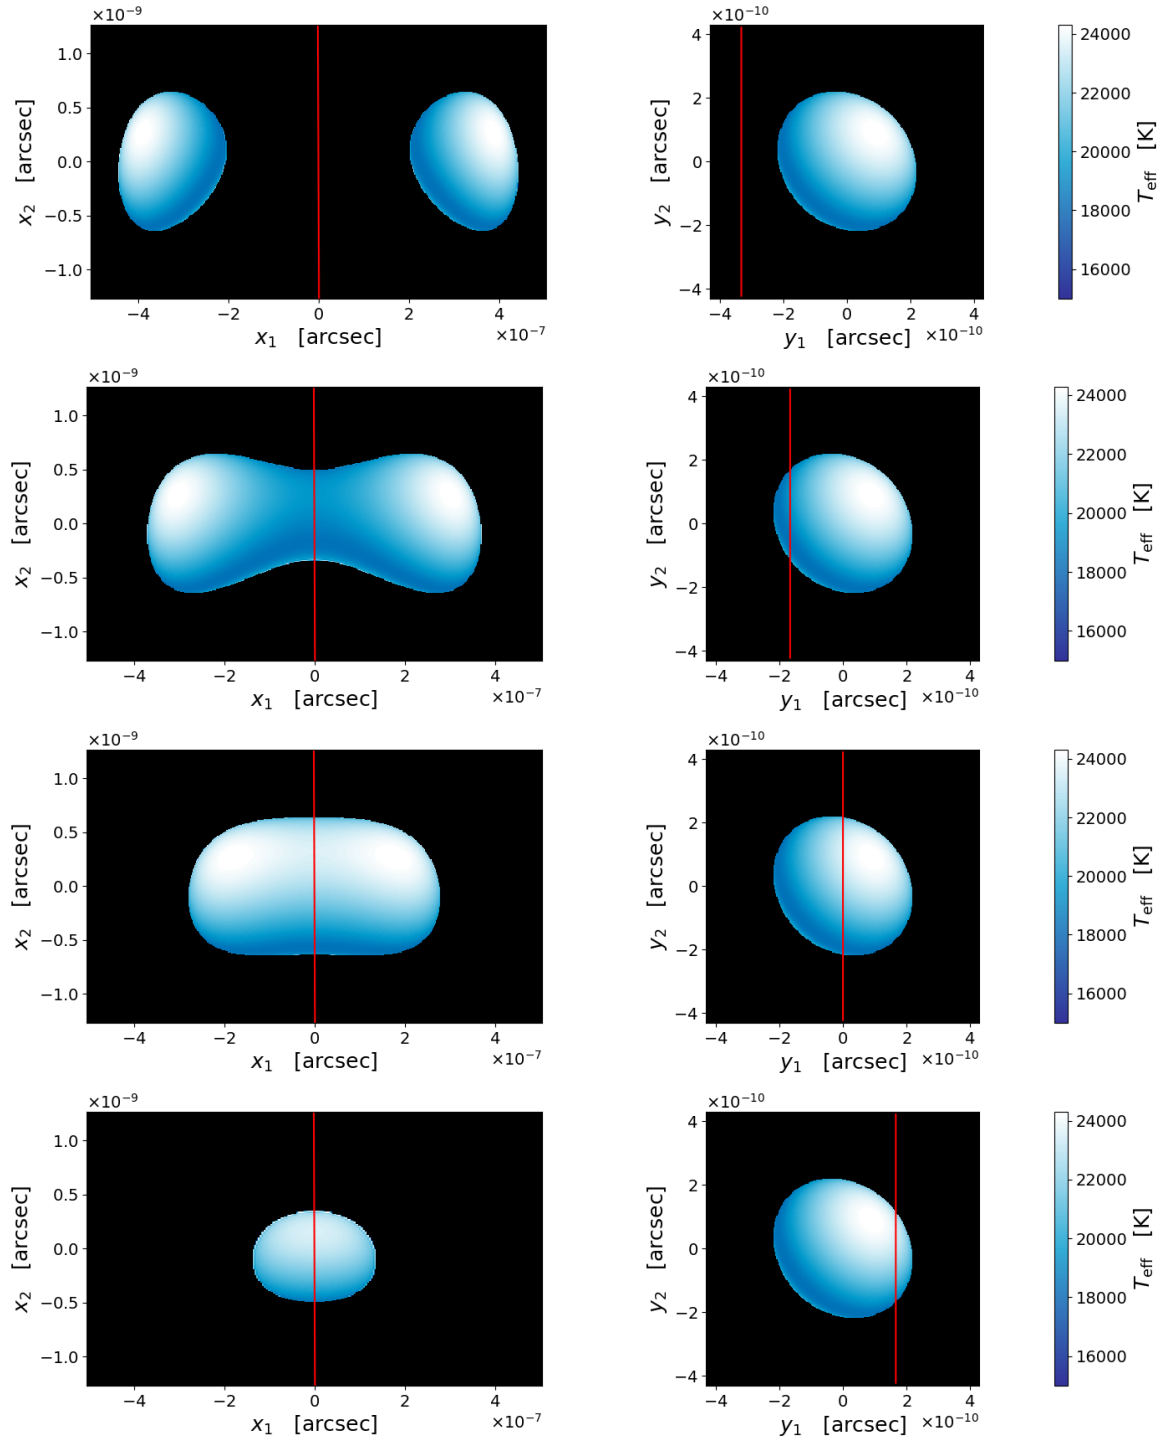 ×10⁻⁹
1.0
0.5
0.0
−0.5
−1.0
x₂ [arcsec]
−4 −2 0 2 4
x₁ [arcsec] ×10⁻⁷
×10⁻¹⁰
4
2
0
−2
−4
y₂ [arcsec]
−4 −2 0 2 4
y₁ [arcsec] ×10⁻¹⁰
24000
22000
20000
18000
16000
T_eff [K]
×10⁻⁹
1.0
0.5
0.0
−0.5
−1.0
x₂ [arcsec]
−4 −2 0 2 4
x₁ [arcsec] ×10⁻⁷
×10⁻¹⁰
4
2
0
−2
−4
y₂ [arcsec]
−4 −2 0 2 4
y₁ [arcsec] ×10⁻¹⁰
24000
22000
20000
18000
16000
T_eff [K]
×10⁻⁹
1.0
0.5
0.0
−0.5
−1.0
x₂ [arcsec]
−4 −2 0 2 4
x₁ [arcsec] ×10⁻⁷
×10⁻¹⁰
4
2
0
−2
−4
y₂ [arcsec]
−4 −2 0 2 4
y₁ [arcsec] ×10⁻¹⁰
24000
22000
20000
18000
16000
T_eff [K]
×10⁻⁹
1.0
0.5
0.0
−0.5
−1.0
x₂ [arcsec]
−4 −2 0 2 4
x₁ [arcsec] ×10⁻⁷
×10⁻¹⁰
4
2
0
−2
−4
y₂ [arcsec]
−4 −2 0 2 4
y₁ [arcsec] ×10⁻¹⁰
24000
22000
20000
18000
16000
T_eff [K]